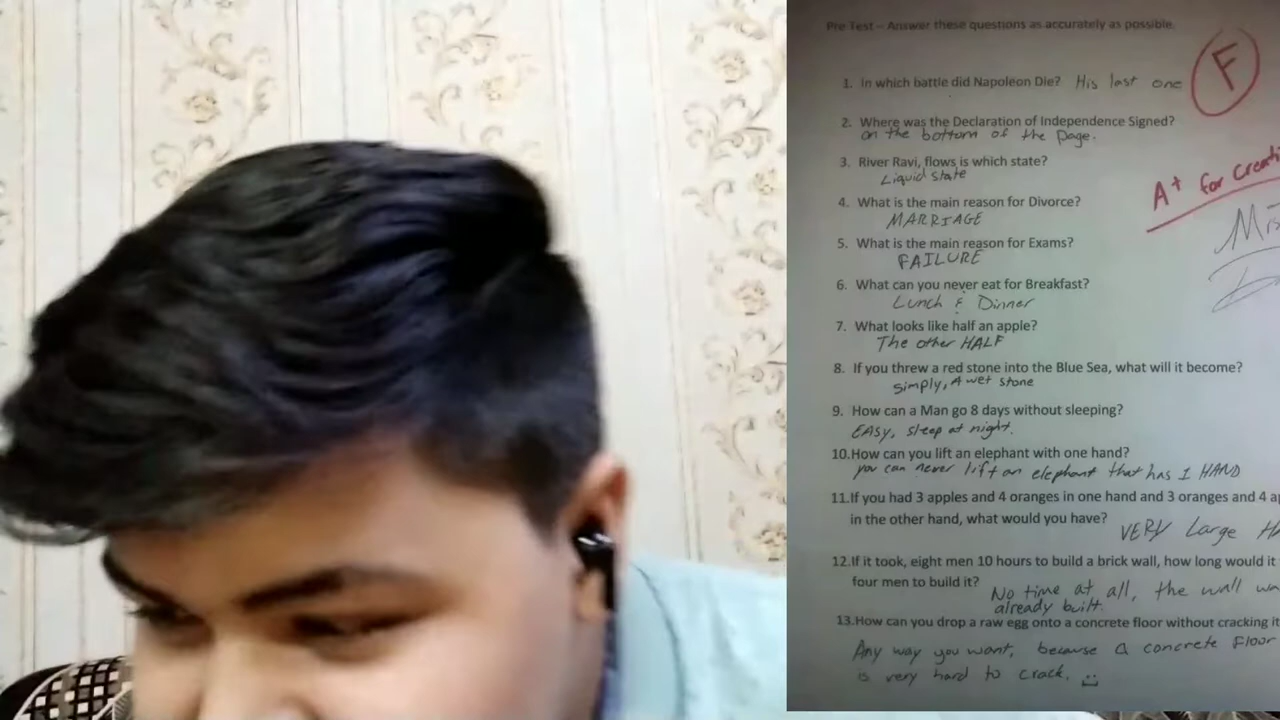 Pre Test – Answer these questions as accurately as possible.
F
1. In which battle did Napoleon Die? His last one
2. Where was the Declaration of Independence Signed?
on the bottom of the page.
3. River Ravi, flows is which state?
Liquid state
A+ for
4. What is the main reason for Divorce?
MARRIAGE
5. What is the main reason for Exams?
FAILURE
6. What can you never eat for Breakfast?
Lunch & Dinner
7. What looks like half an apple?
The other HALF
8. If you threw a red stone into the Blue Sea, what will it become?
simply, A wet stone
9. How can a Man go 8 days without sleeping?
EASY, sleep at night.
10.How can you lift an elephant with one hand?
you can never lift an elephant that has 1 HAND
11.If you had 3 apples and 4 oranges in one hand and 3 oranges and 4
in the other hand, what would you have? VERY Large
12.If it took, eight men 10 hours to build a brick wall, how long would it
four men to build it?
No time at all, the wall
already built.
13.How can you drop a raw egg onto a concrete floor without cracking
Any way you want, because a concrete floor
is very hard to crack.